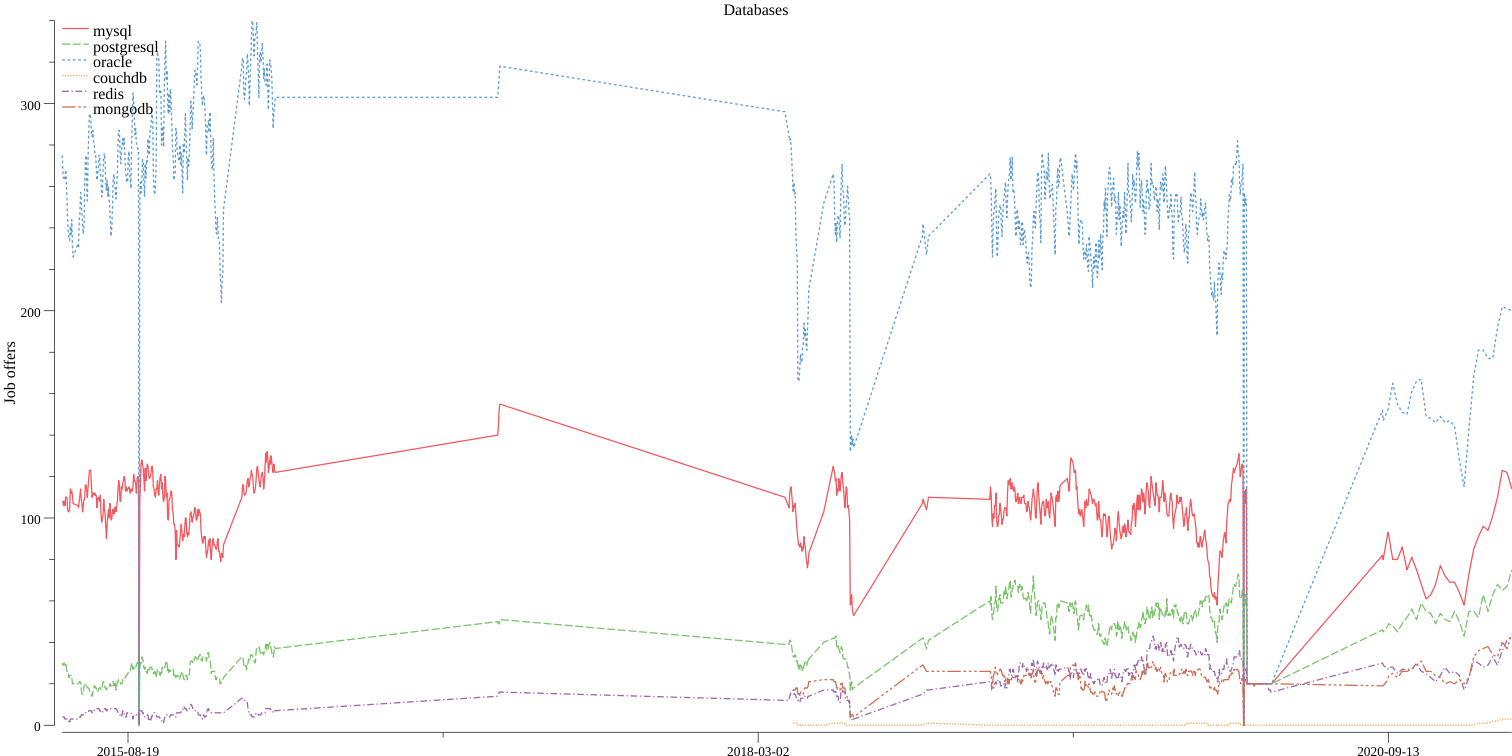 Databases
mysql
postgresql
oracle
couchdb
redis
mongodb
Job offers
300
200
100
0
2015-08-19
2018-03-02
2020-09-13